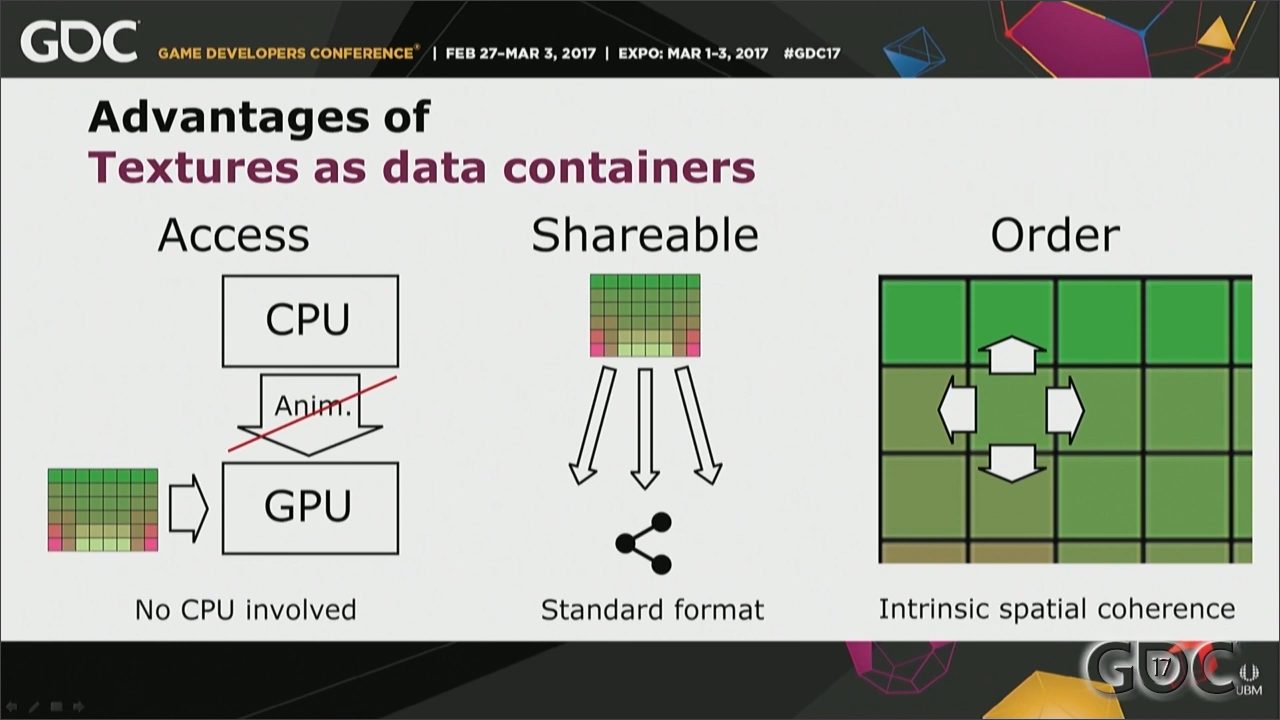 GDC GAME DEVELOPERS CONFERENCE® | FEB 27–MAR 3, 2017 | EXPO: MAR 1–3, 2017 #GDC17
Advantages of
Textures as data containers
Access
Shareable
Order
CPU
Anim.
GPU
No CPU involved
Standard format
Intrinsic spatial coherence
GDC
17
UBM